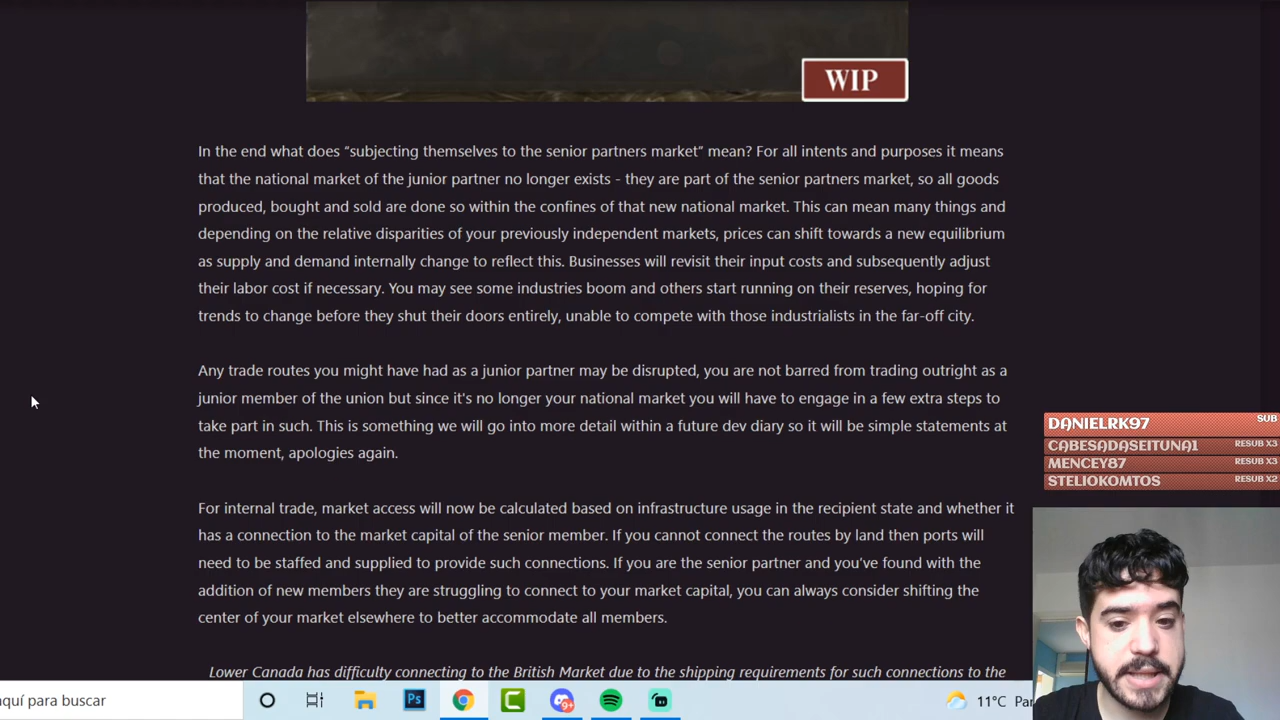 WIP
In the end what does “subjecting themselves to the senior partners market” mean? For all intents and purposes it means
that the national market of the junior partner no longer exists - they are part of the senior partners market, so all goods
produced, bought and sold are done so within the confines of that new national market. This can mean many things and
depending on the relative disparities of your previously independent markets, prices can shift towards a new equilibrium
as supply and demand internally change to reflect this. Businesses will revisit their input costs and subsequently adjust
their labor cost if necessary. You may see some industries boom and others start running on their reserves, hoping for
trends to change before they shut their doors entirely, unable to compete with those industrialists in the far-off city.
Any trade routes you might have had as a junior partner may be disrupted, you are not barred from trading outright as a
junior member of the union but since it's no longer your national market you will have to engage in a few extra steps to
take part in such. This is something we will go into more detail within a future dev diary so it will be simple statements at
the moment, apologies again.
For internal trade, market access will now be calculated based on infrastructure usage in the recipient state and whether it
has a connection to the market capital of the senior member. If you cannot connect the routes by land then ports will
need to be staffed and supplied to provide such connections. If you are the senior partner and you've found with the
addition of new members they are struggling to connect to your market capital, you can always consider shifting the
center of your market elsewhere to better accommodate all members.
Lower Canada has difficulty connecting to the British Market due to the shipping requirements for such connections to the
DANIELRK97 SUB
CABESADASEITUNA1 RESUB X3
MENCEY87 RESUB X3
STELIOKOMTOS RESUB X2
aquí para buscar
Ps
9+
11°C Par